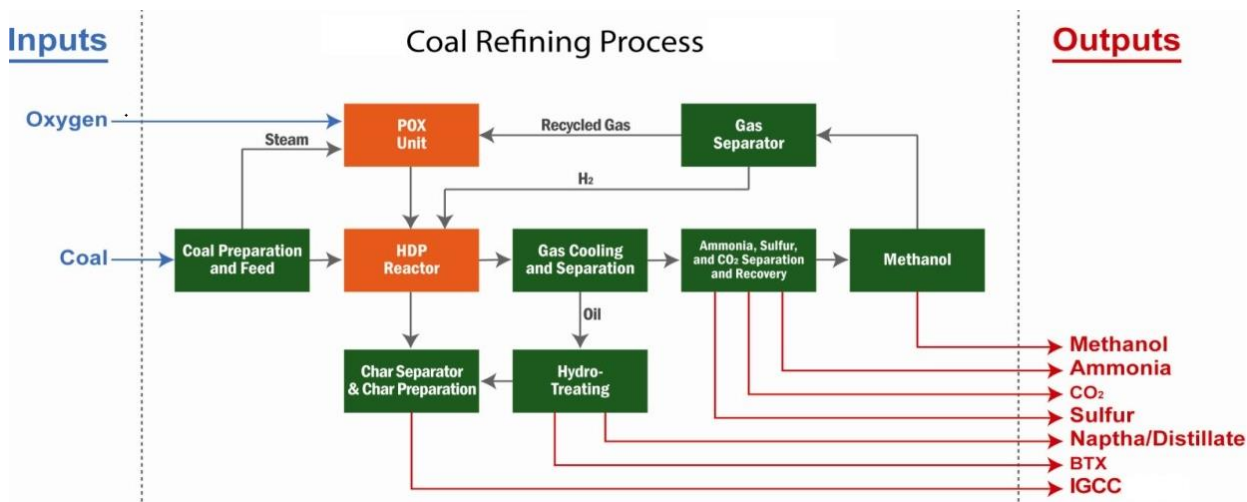 Inputs
Coal Refining Process
Outputs
Oxygen
Steam
POX
Unit
Recycled Gas
Gas
Separator
H₂
Coal
Coal Preparation
and Feed
HDP
Reactor
Gas Cooling
and Separation
Ammonia, Sulfur,
and CO₂ Separation
and Recovery
Methanol
Oil
Char Separator
& Char Preparation
Hydro-
Treating
Methanol
Ammonia
CO₂
Sulfur
Naptha/Distillate
BTX
IGCC